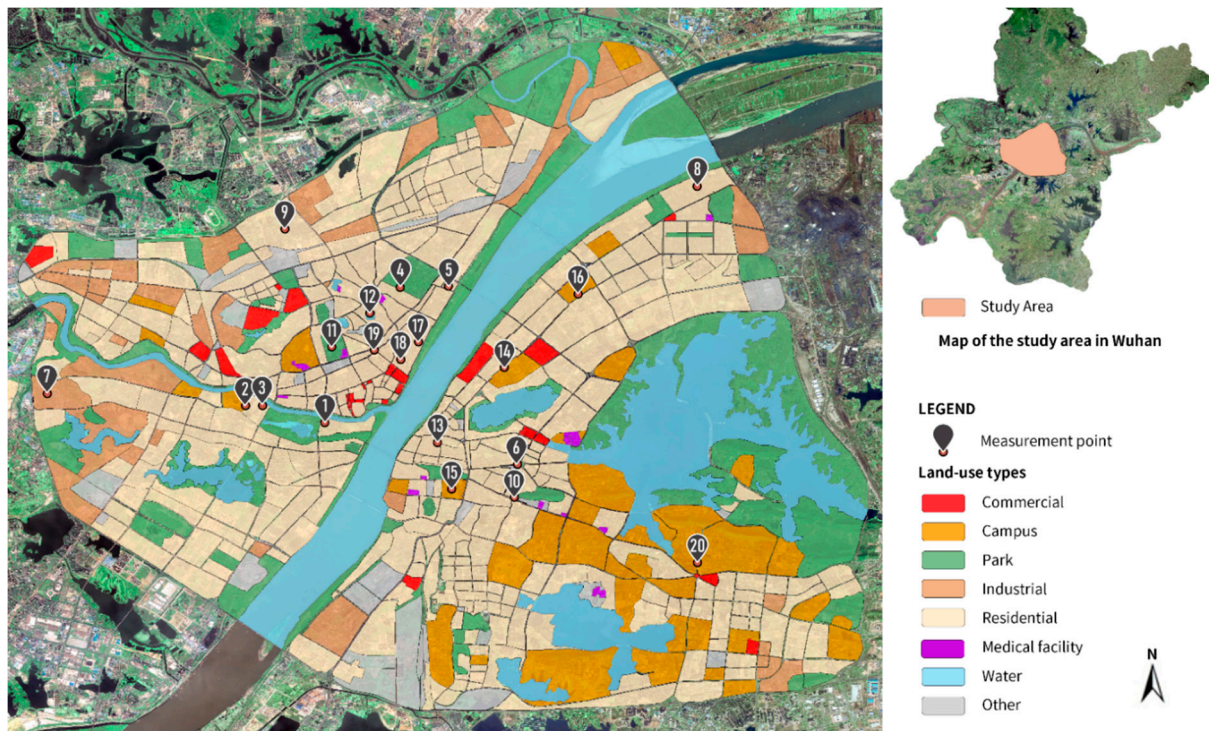 8
9
4
5
16
12
11
19
18
17
14
7
2
3
1
13
6
15
10
20
Study Area
Map of the study area in Wuhan
LEGEND
Measurement point
Land-use types
Commercial
Campus
Park
Industrial
Residential
Medical facility
Water
Other
N